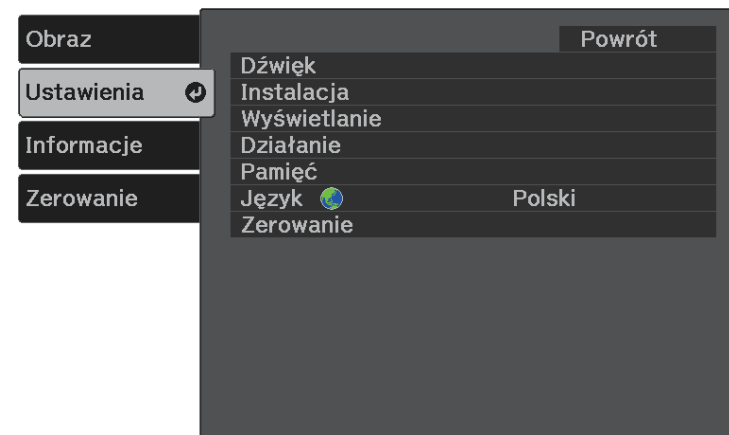 Obraz
Ustawienia
Informacje
Zerowanie
Powrót
Dźwięk
Instalacja
Wyświetlanie
Działanie
Pamięć
Język Polski
Zerowanie